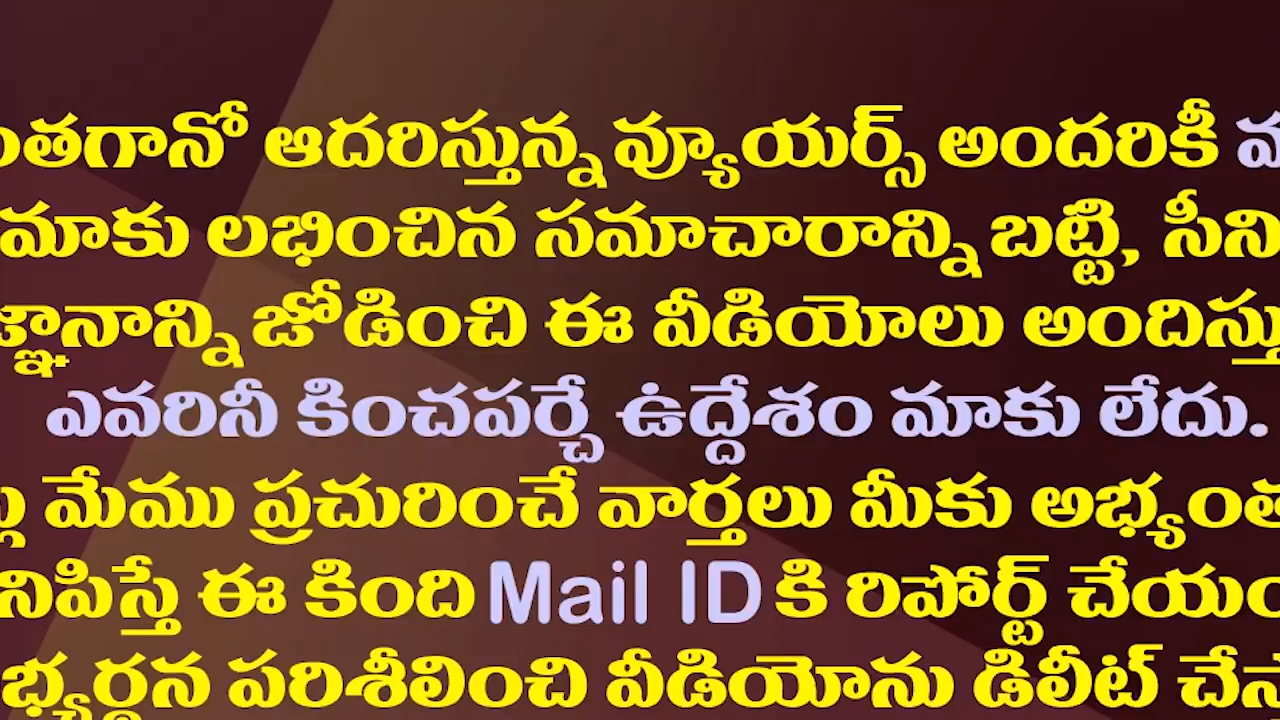 ఆదరిస్తున్న వ్యూయర్స్ అందరికీ
మాకు లభించిన సమాచారాన్ని బట్టి,
జోడించి ఈ వీడియోలు
ఎవరినీ కించపర్చే ఉద్దేశం మాకు లేదు.
మేము ప్రచురించే వార్తలు మీకు
ఈ కింది Mail ID కి రిపోర్ట్
పరిశీలించి వీడియోను డిలీట్